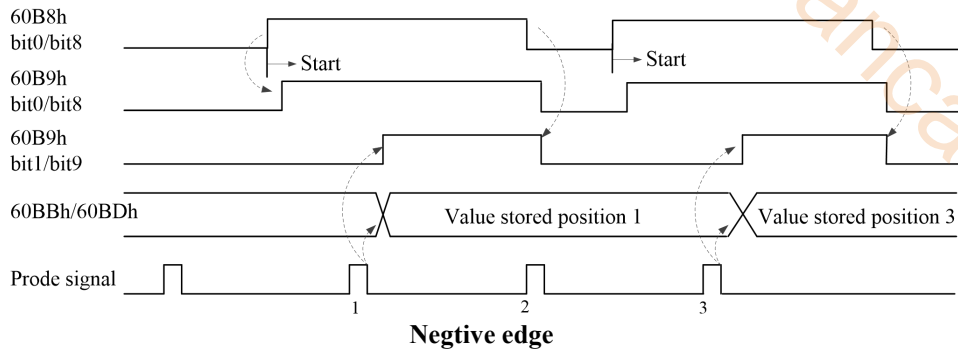 60B8h
bit0/bit8
Start
Start
60B9h
bit0/bit8
60B9h
bit1/bit9
60BBh/60BDh
Value stored position 1
Value stored position 3
Prode signal
1
2
3
Negtive edge
anca